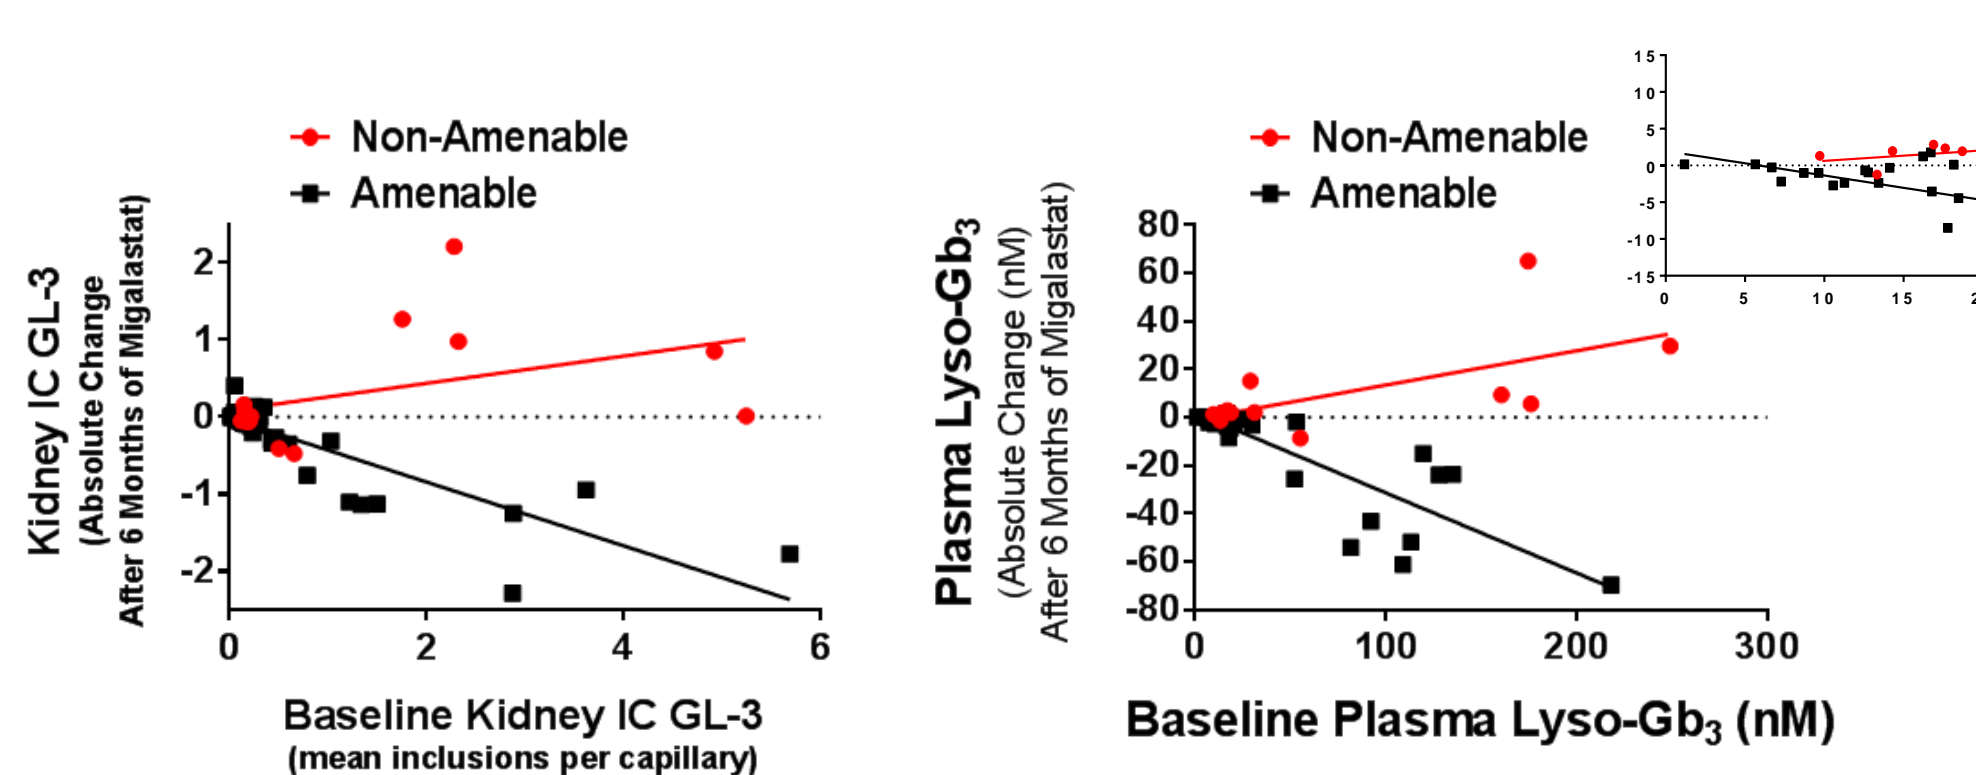 Non-Amenable
Amenable
Kidney IC GL-3
(Absolute Change
After 6 Months of Migalastat)
2
1
0
-1
-2
0 2 4 6
Baseline Kidney IC GL-3
(mean inclusions per capillary)
Non-Amenable
Amenable
Plasma Lyso-Gb3
(Absolute Change (nM)
After 6 Months of Migalastat)
80
60
40
20
0
-20
-40
-60
-80
0 100 200 300
Baseline Plasma Lyso-Gb3 (nM)
15
10
5
0
-5
-10
-15
0 5 10 15 2